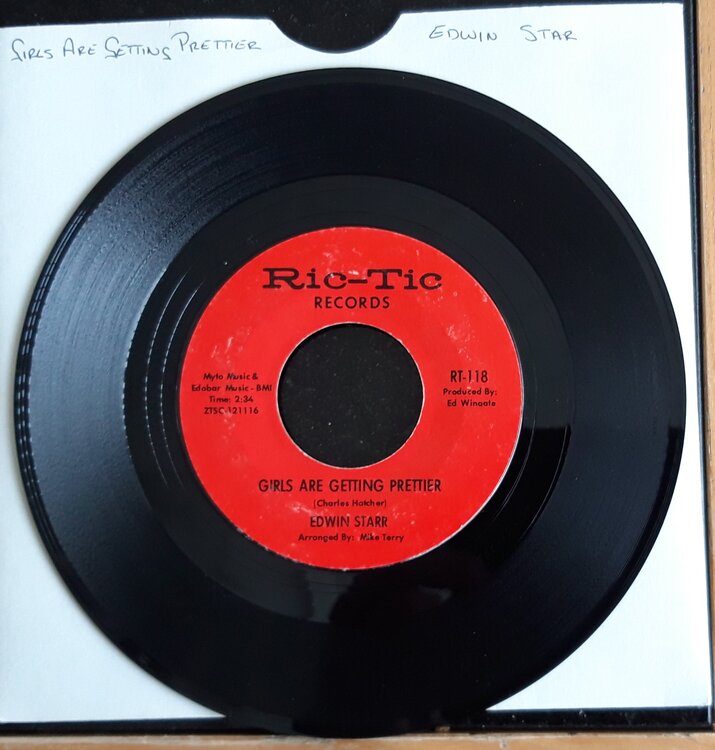 Girls Are Getting Prettier
Edwin Star
Ric-Tic
RECORDS
Myto Music &
Edobar Music - BMI
Time: 2:34
ZTSC-121116
RT-118
Produced By:
Ed Wingate
GIRLS ARE GETTING PRETTIER
(Charles Hatcher)
EDWIN STARR
Arranged By: Mike Terry